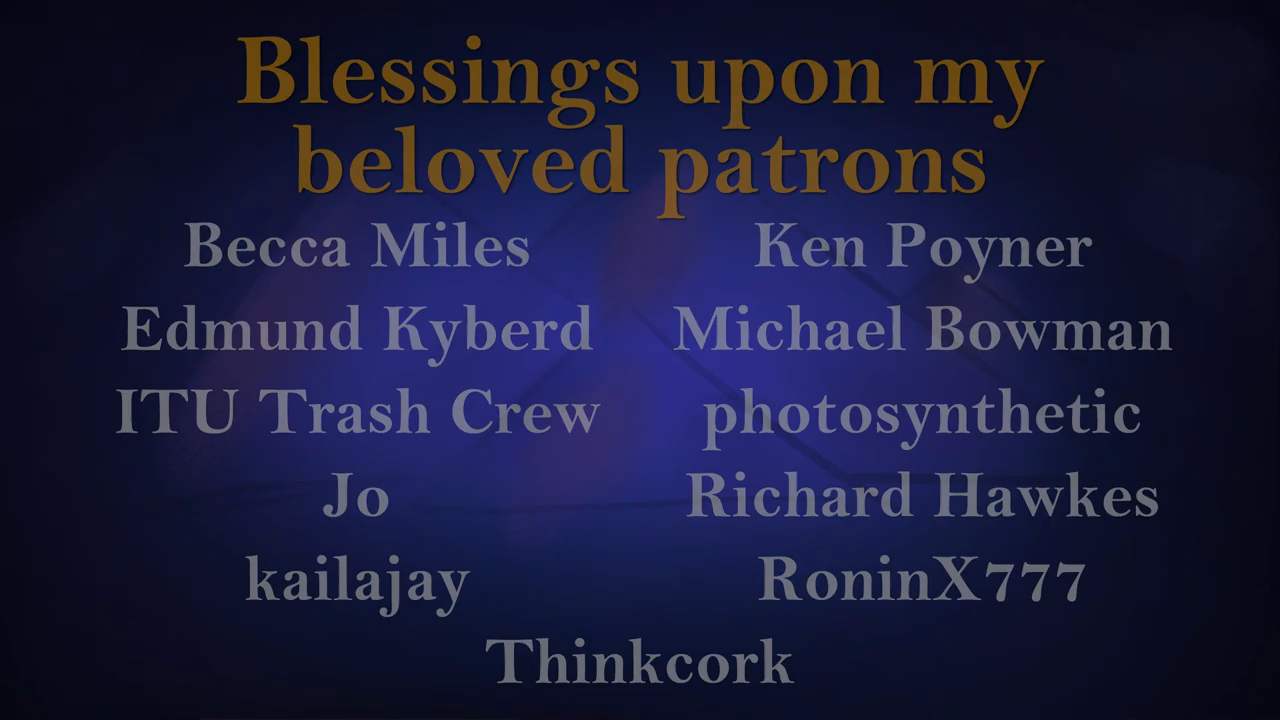 Blessings upon my
beloved patrons
Becca Miles
Edmund Kyberd
ITU Trash Crew
Jo
kailajay
Ken Poyner
Michael Bowman
photosynthetic
Richard Hawkes
RoninX777
Thinkcork